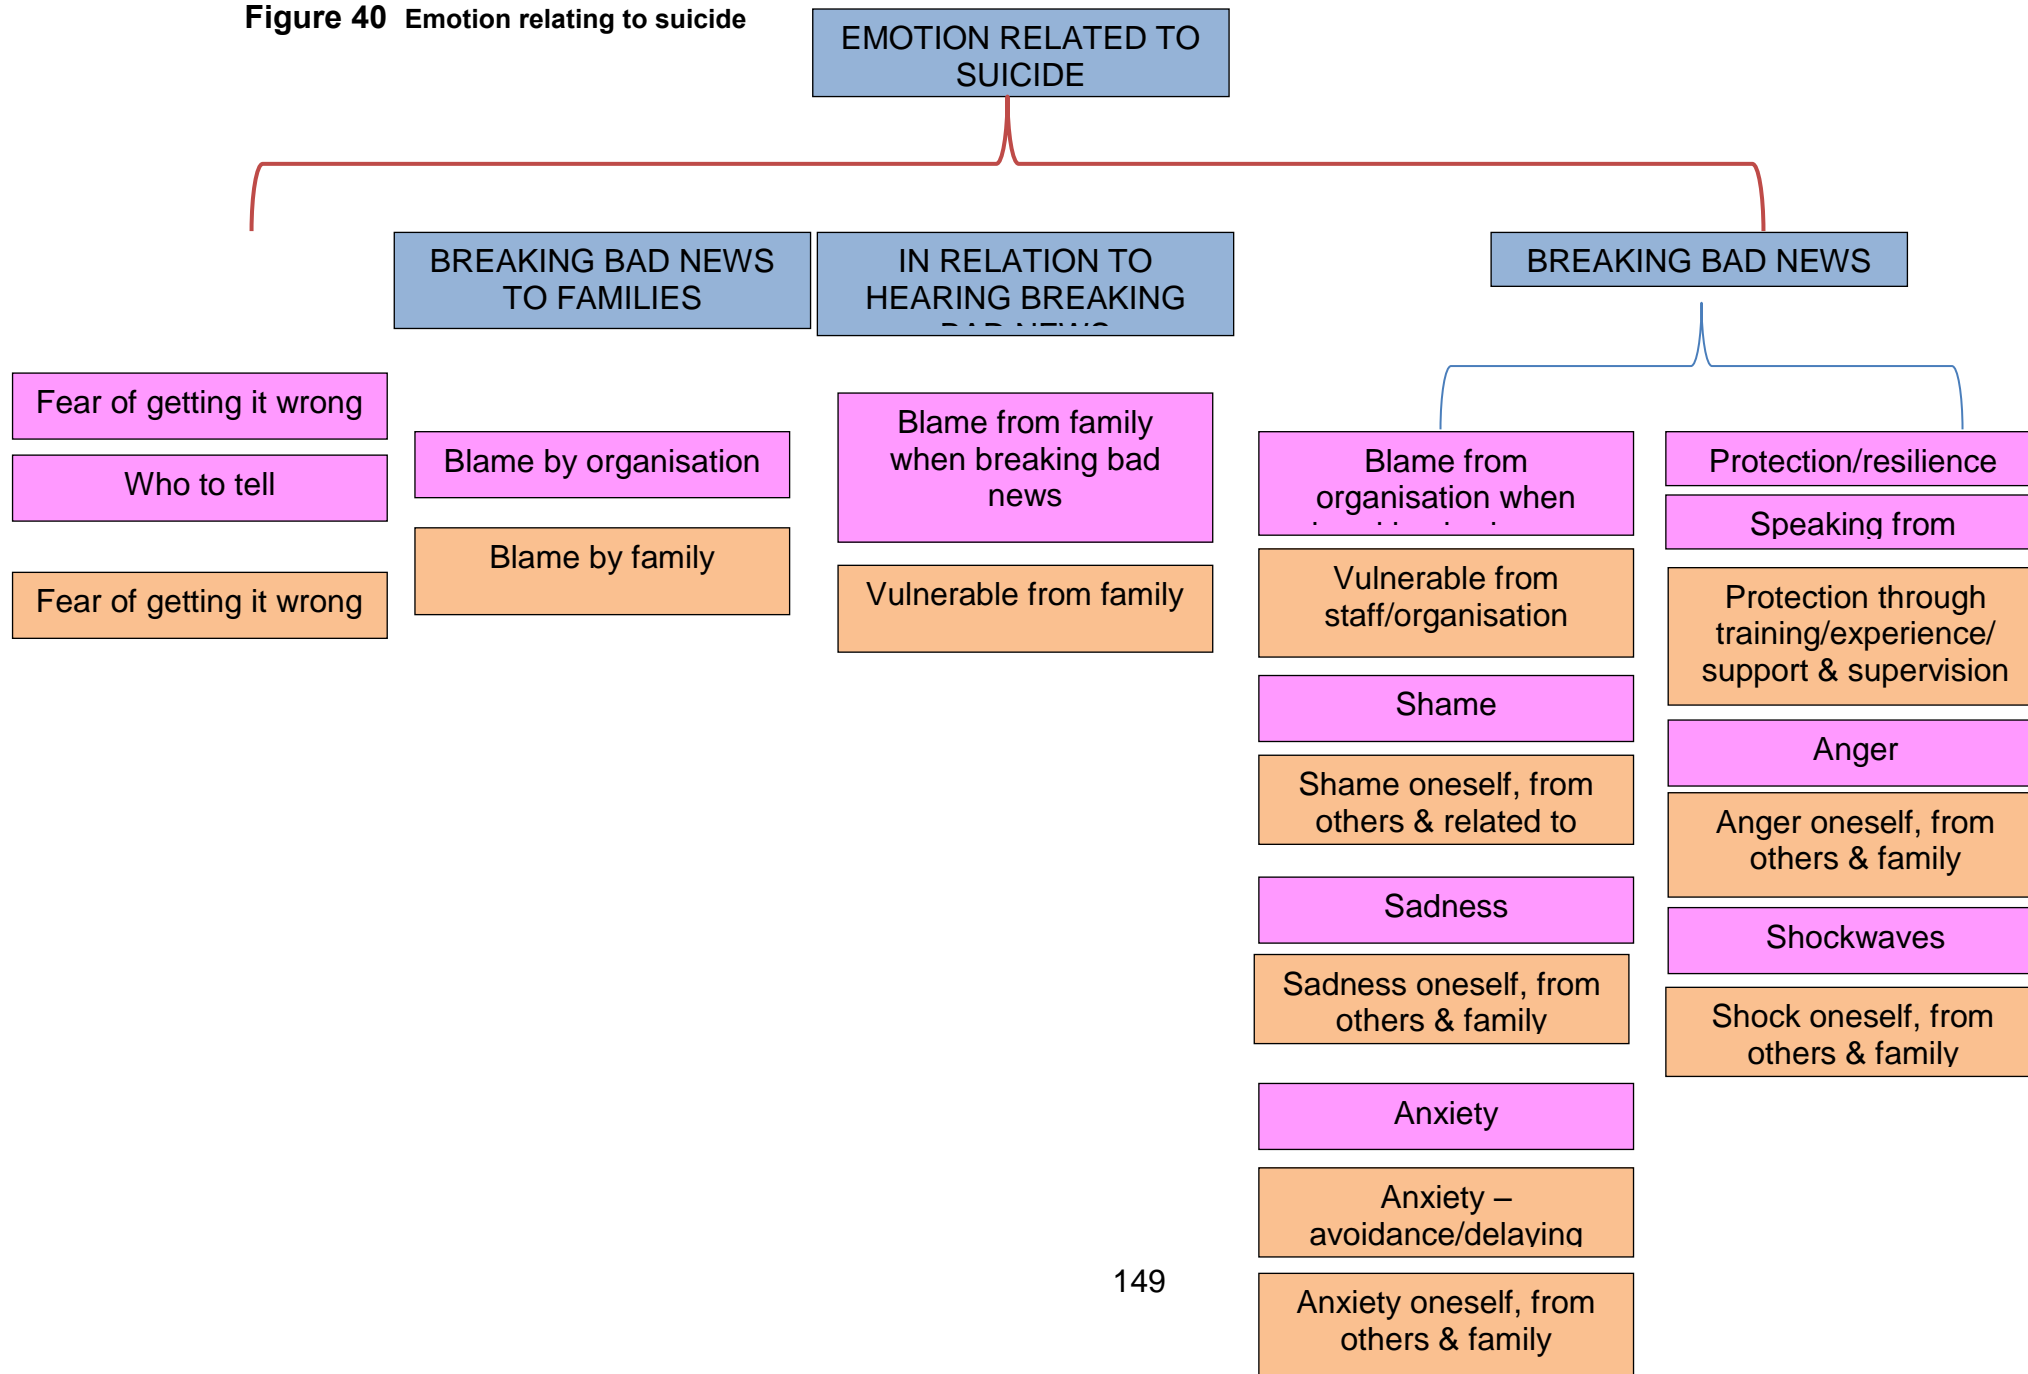 Figure 40 Emotion relating to suicide
EMOTION RELATED TO
SUICIDE
BREAKING BAD NEWS
TO FAMILIES
IN RELATION TO
HEARING BREAKING
BAD NEWS
BREAKING BAD NEWS
Fear of getting it wrong
Who to tell
Fear of getting it wrong
Blame by organisation
Blame by family
Blame from family
when breaking bad
news
Vulnerable from family
Blame from
organisation when
Vulnerable from
staff/organisation
Shame
Shame oneself, from
others & related to
Sadness
Sadness oneself, from
others & family
Anxiety
Anxiety –
avoidance/delaying
Anxiety oneself, from
others & family
Protection/resilience
Speaking from
Protection through
training/experience/
support & supervision
Anger
Anger oneself, from
others & family
Shockwaves
Shock oneself, from
others & family
149